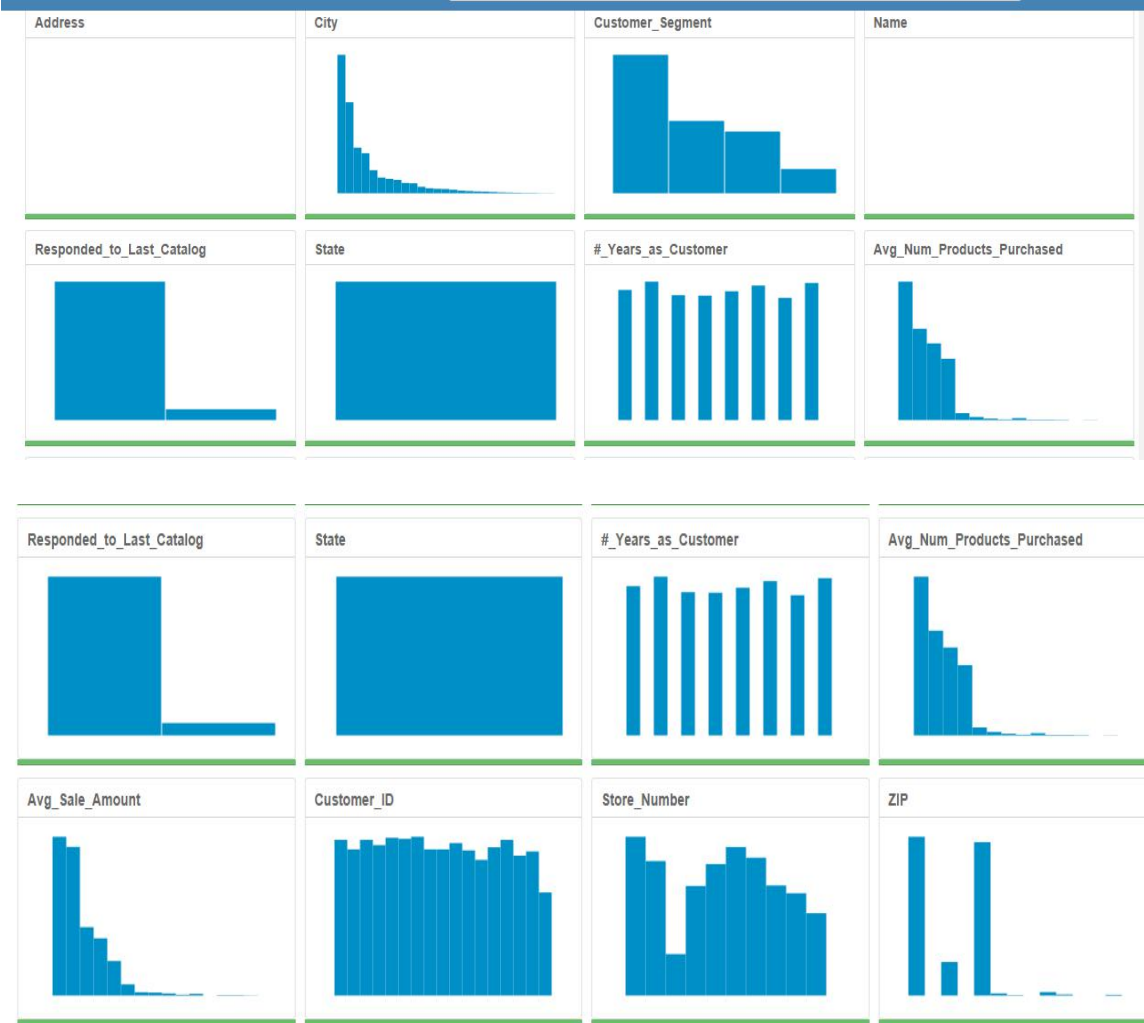 Address
City
Customer_Segment
Name
Responded_to_Last_Catalog
State
#_Years_as_Customer
Avg_Num_Products_Purchased
Responded_to_Last_Catalog
State
#_Years_as_Customer
Avg_Num_Products_Purchased
Avg_Sale_Amount
Customer_ID
Store_Number
ZIP